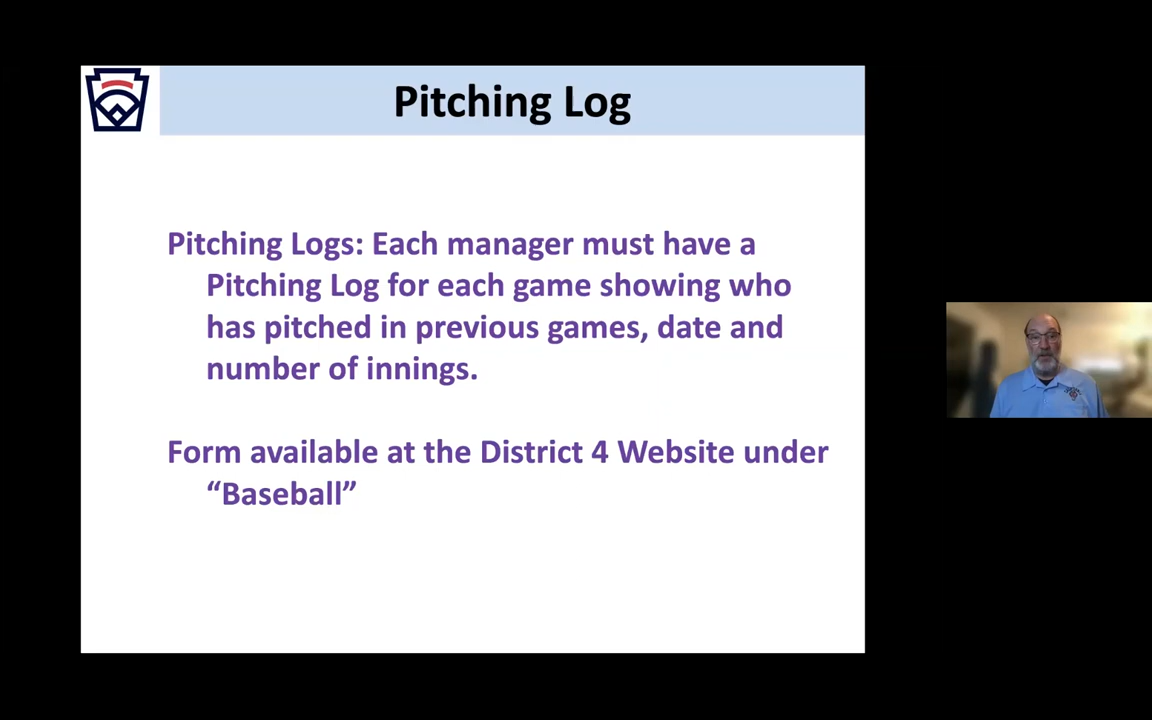 Pitching Log
Pitching Logs: Each manager must have a
Pitching Log for each game showing who
has pitched in previous games, date and
number of innings.
Form available at the District 4 Website under
“Baseball”